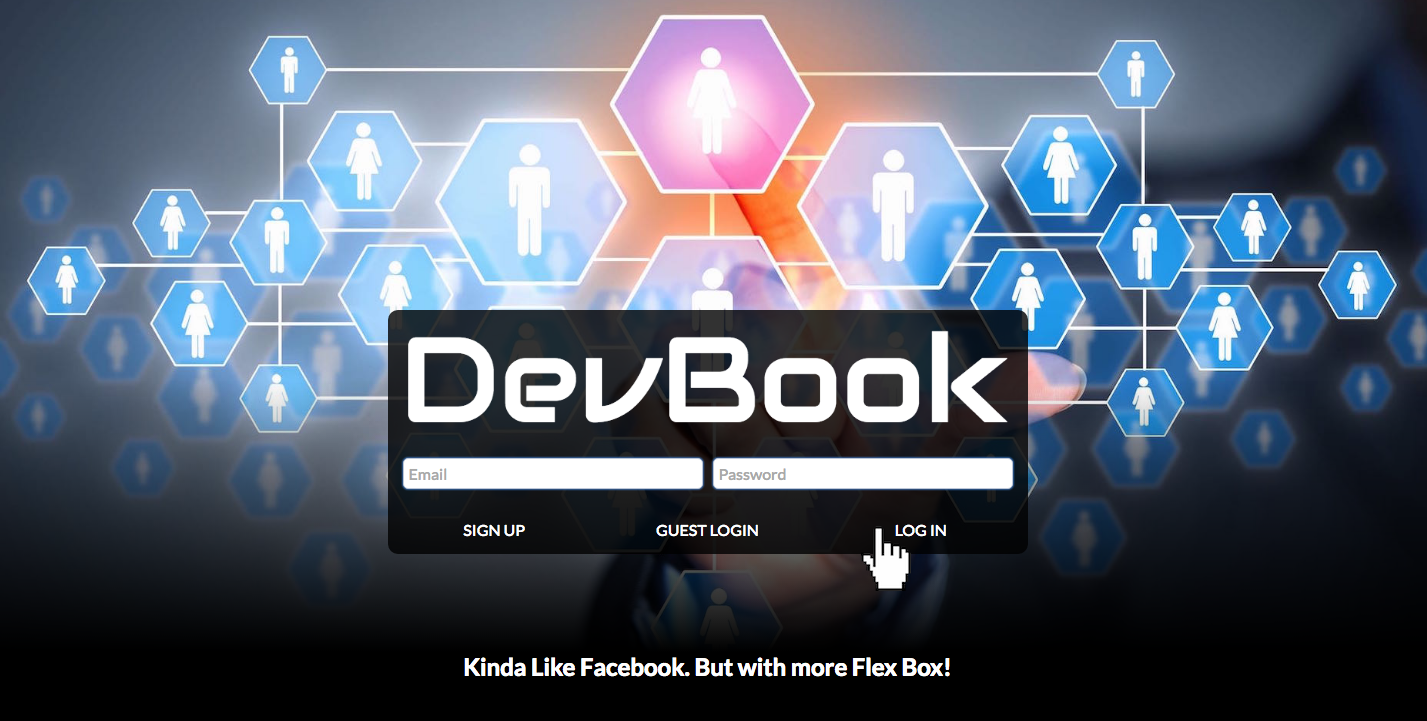 DevBook
Email Password
SIGN UP GUEST LOGIN LOG IN
Kinda Like Facebook. But with more Flex Box!